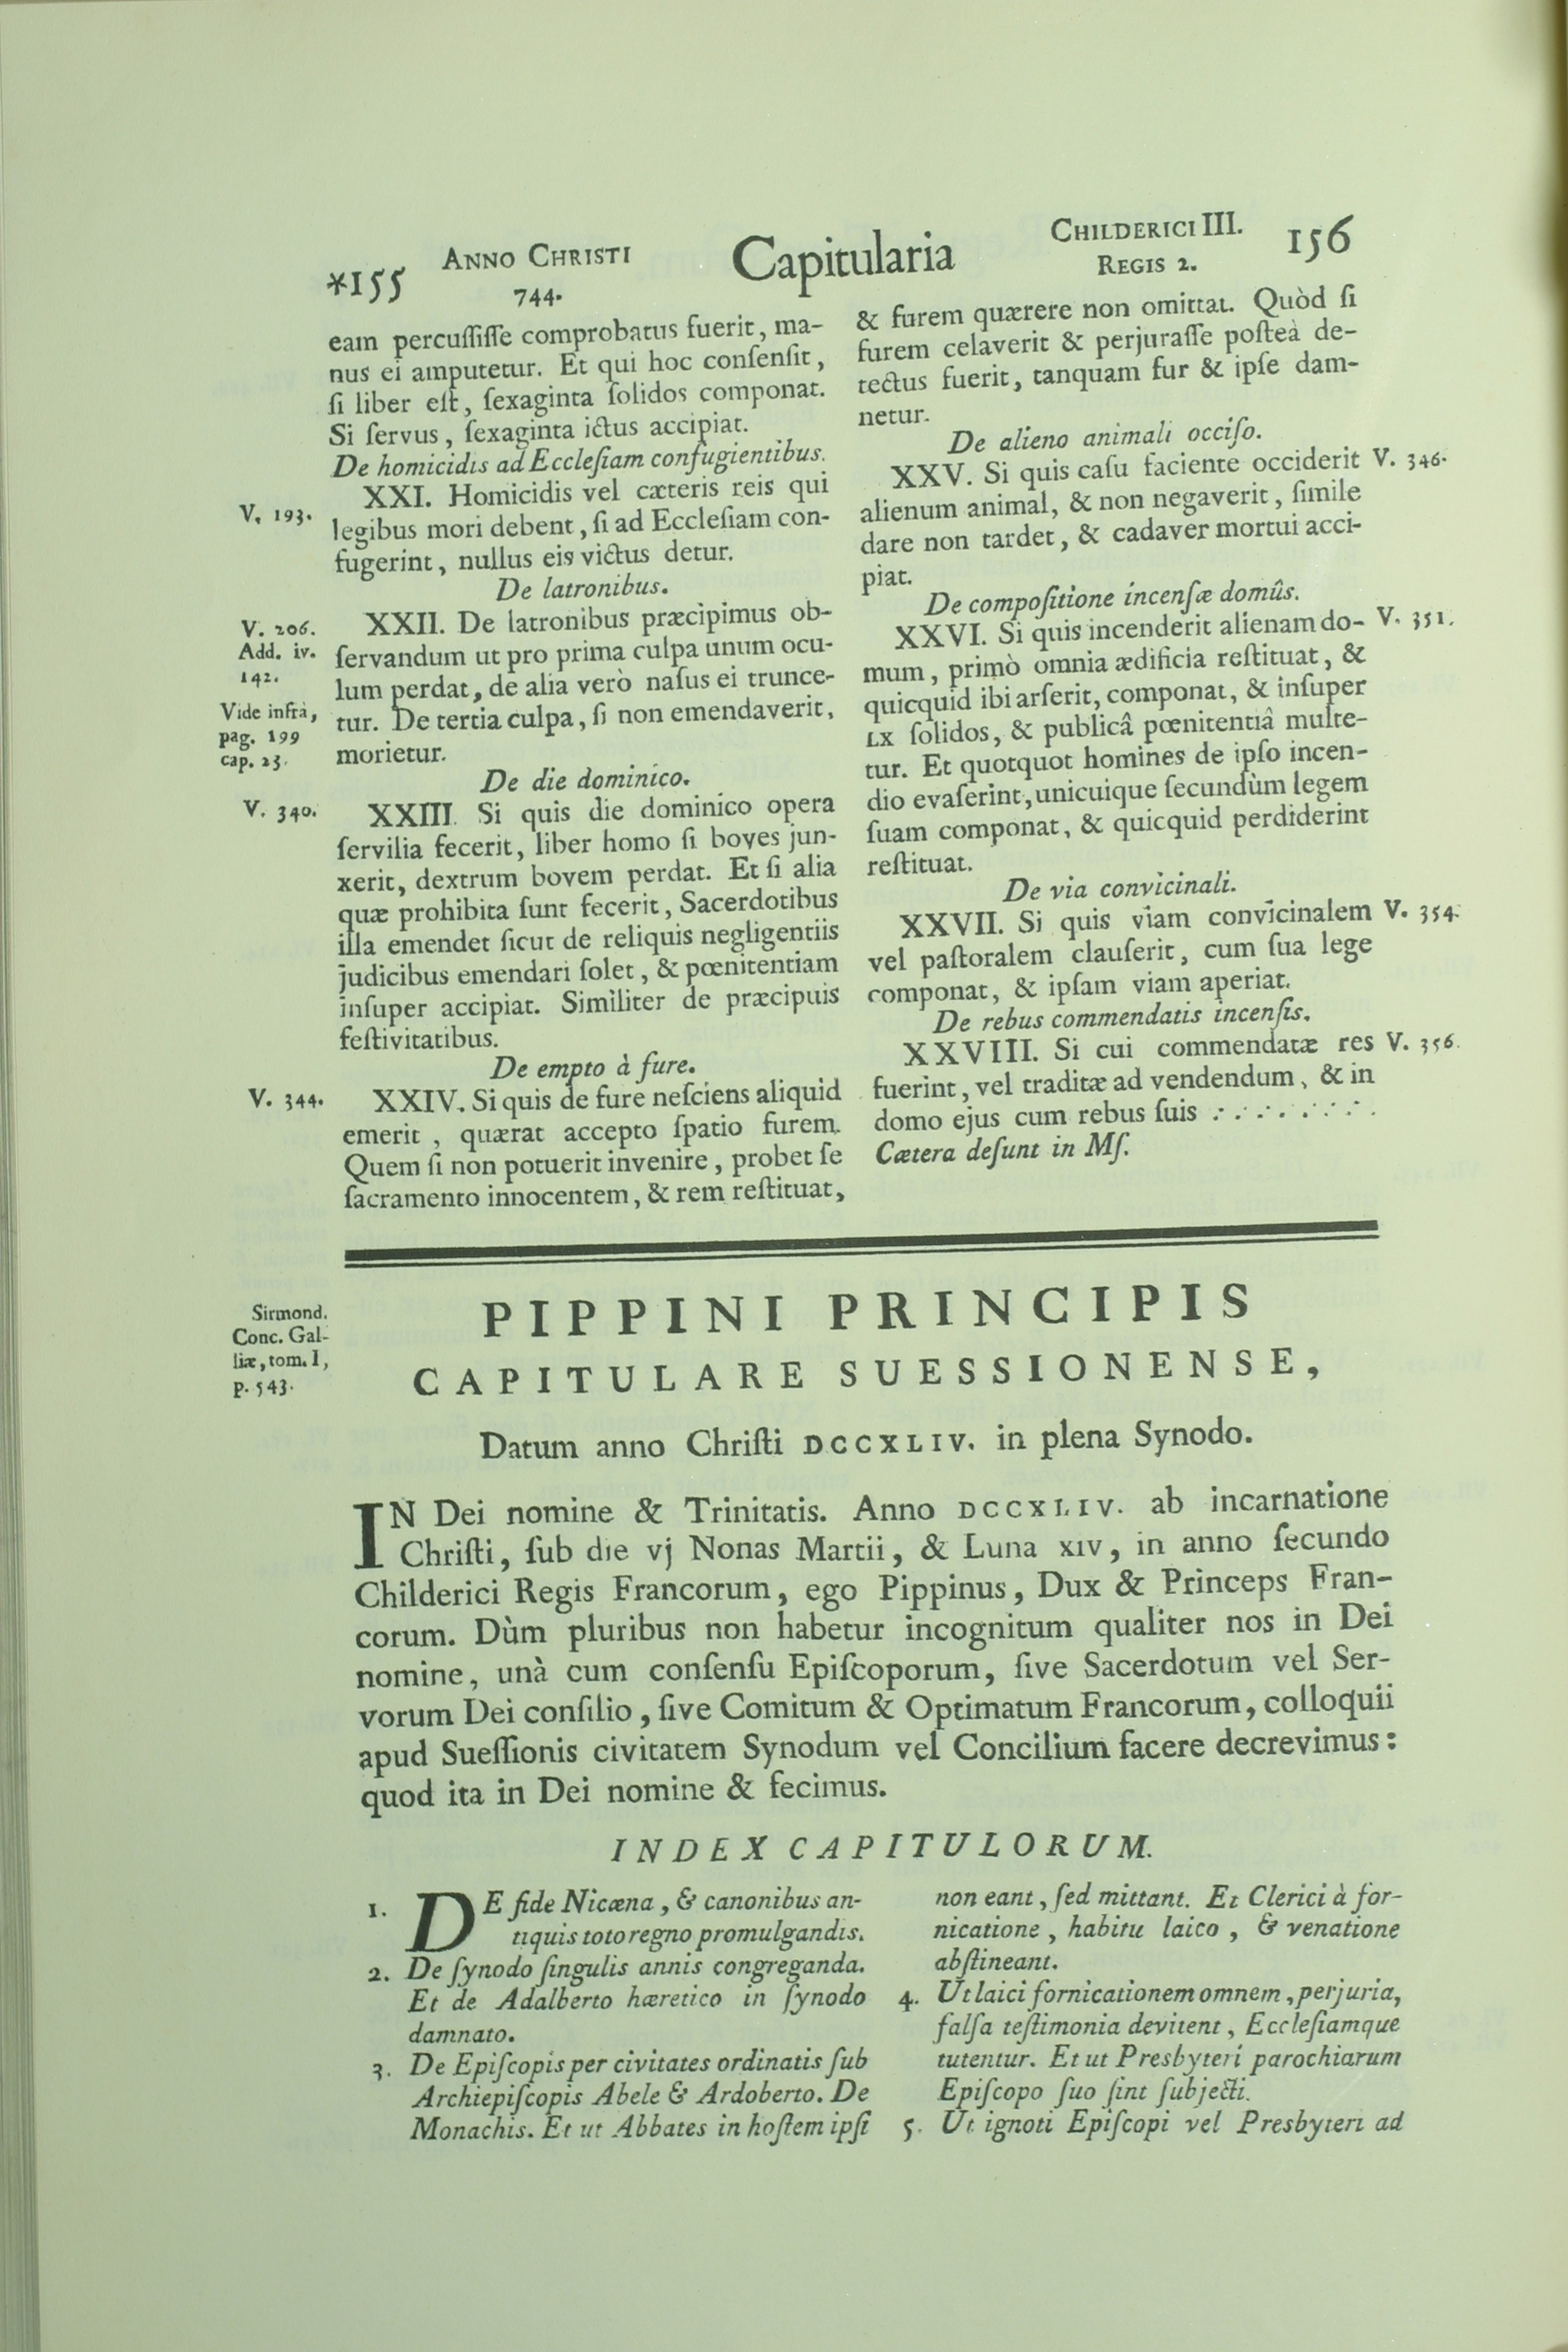 *155 ANNO CHRISTI 744. Capitularia CHILDERICI III. REGIS 2. 156
eam percuſſiſſe comprobatus fuerit, ma-
nus ei amputetur. Et qui hoc conſenſit,
ſi liber eſt, ſexaginta ſolidos componat.
Si ſervus, ſexaginta ictus accipiat.
De homicidis ad Eccleſiam confugientibus.
V. 193.
XXI. Homicidis vel cæteris reis qui
legibus mori debent, ſi ad Eccleſiam con-
fugerint, nullus eis victus detur.
De latronibus.
V. 206.
Add. iv.
142.
Vide infrà,
pag. 199
cap. 23.
XXII. De latronibus præcipimus ob-
ſervandum ut pro prima culpa unum ocu-
lum perdat, de alia verò naſus ei trunce-
tur. De tertia culpa, ſi non emendaverit,
morietur.
De die dominico.
V. 340.
XXIII. Si quis die dominico opera
ſervilia fecerit, liber homo ſi boves jun-
xerit, dextrum bovem perdat. Et ſi alia
quæ prohibita ſunt fecerit, Sacerdotibus
illa emendet ſicut de reliquis negligentiis
judicibus emendari ſolet, & pœnitentiam
inſuper accipiat. Similiter de præcipuis
feſtivitatibus.
De empto à fure.
V. 344.
XXIV. Si quis de fure neſciens aliquid
emerit, quærat accepto ſpatio furem.
Quem ſi non potuerit invenire, probet ſe
ſacramento innocentem, & rem reſtituat,
& furem quærere non omittat. Quòd ſi
furem celaverit & perjuraſſe poſteà de-
tectus fuerit, tanquam fur & ipſe dam-
netur.
De alieno animali occiſo.
XXV. Si quis caſu faciente occiderit
V. 346.
alienum animal, & non negaverit, ſimile
dare non tardet, & cadaver mortui acci-
piat.
De compoſitione incenſæ domûs.
XXVI. Si quis incenderit alienam do-
V. 351.
mum, primò omnia ædificia reſtituat, &
quicquid ibi arſerit, componat, & inſuper
LX ſolidos, & publicâ pœnitentiâ multe-
tur. Et quotquot homines de ipſo incen-
dio evaſerint, unicuique ſecundùm legem
ſuam componat, & quicquid perdiderint
reſtituat.
De via convicinali.
XXVII. Si quis viam convicinalem
V. 354.
vel paſtoralem clauſerit, cum ſua lege
componat, & ipſam viam aperiat.
De rebus commendatis incenſis.
XXVIII. Si cui commendatæ res
V. 356.
fuerint, vel traditæ ad vendendum, & in
domo ejus cum rebus ſuis . . . . . . . . .
Cætera deſunt in Mſ.
Sirmond.
Conc. Gal-
liæ, tom. I,
p. 543.
PIPPINI PRINCIPIS
CAPITULARE SUESSIONENSE,
Datum anno Chriſti DCCXLIV. in plena Synodo.
IN Dei nomine & Trinitatis. Anno DCCXLIV. ab incarnatione
Chriſti, ſub die vj Nonas Martii, & Luna XIV, in anno ſecundo
Childerici Regis Francorum, ego Pippinus, Dux & Princeps Fran-
corum. Dùm pluribus non habetur incognitum qualiter nos in Dei
nomine, unà cum conſenſu Epiſcoporum, ſive Sacerdotum vel Ser-
vorum Dei conſilio, ſive Comitum & Optimatum Francorum, colloquii
apud Sueſſionis civitatem Synodum vel Concilium facere decrevimus:
quod ita in Dei nomine & fecimus.
INDEX CAPITULORUM.
1. DE fide Nicæna, & canonibus an-
tiquis toto regno promulgandis.
2. De ſynodo ſingulis annis congreganda.
Et de Adalberto hæretico in ſynodo
damnato.
3. De Epiſcopis per civitates ordinatis ſub
Archiepiſcopis Abele & Ardoberto. De
Monachis. Et ut Abbates in hoſtem ipſi
non eant, ſed mittant. Et Clerici à for-
nicatione, habitu laico, & venatione
abſtineant.
4. Ut laici fornicationem omnem, perjuria,
falſa teſtimonia devitent, Eccleſiamque
tutentur. Et ut Presbyteri parochiarum
Epiſcopo ſuo ſint ſubjecti.
5. Ut ignoti Epiſcopi vel Presbyteri ad